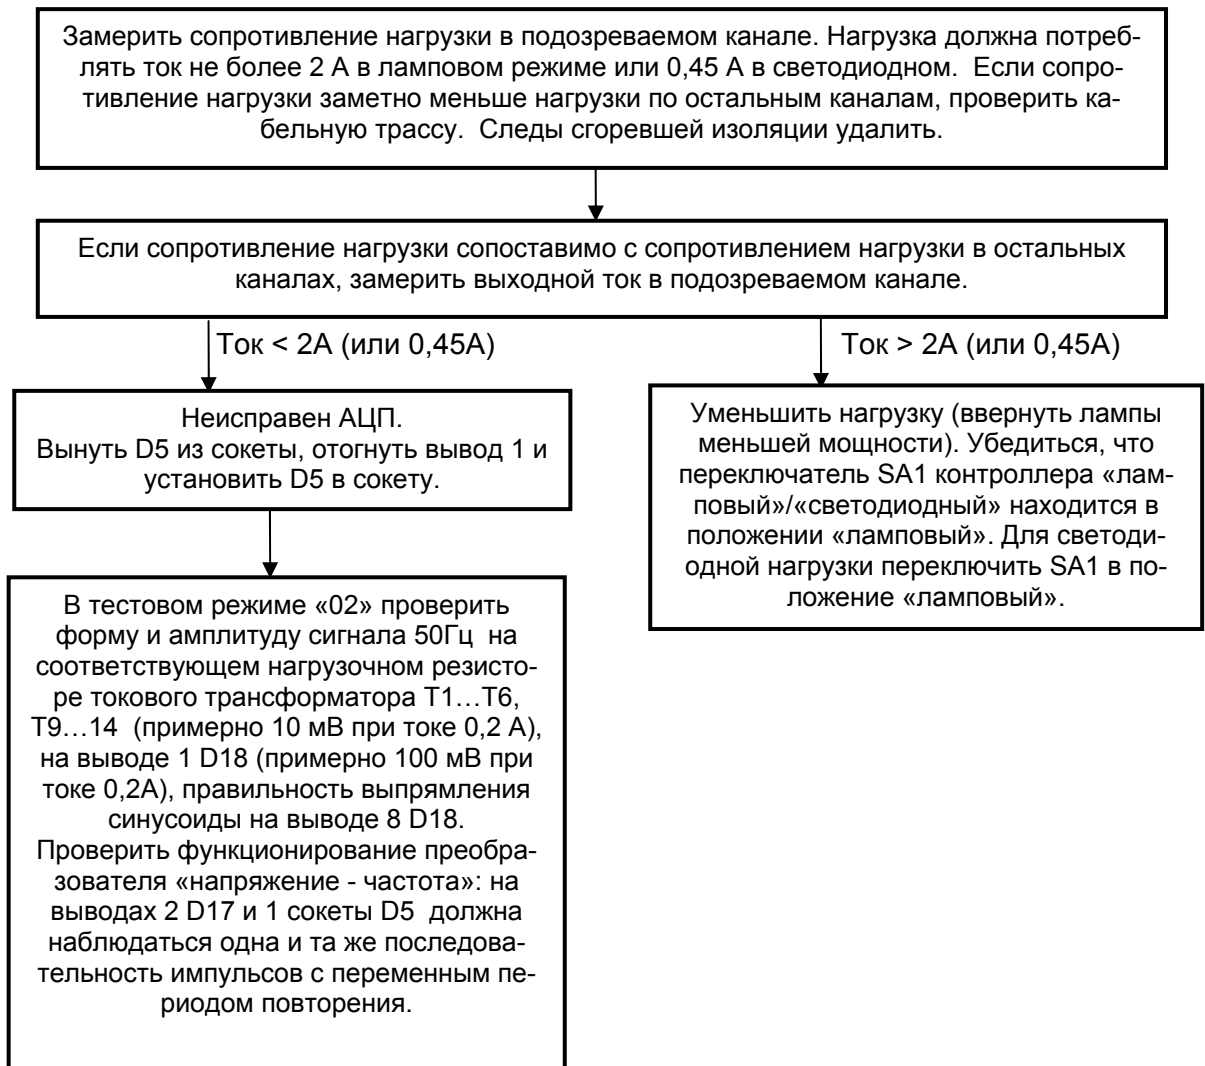 Замерить сопротивление нагрузки в подозреваемом канале. Нагрузка должна потреб-
лять ток не более 2 А в ламповом режиме или 0,45 А в светодиодном.  Если сопро-
тивление нагрузки заметно меньше нагрузки по остальным каналам, проверить ка-
бельную трассу.  Следы сгоревшей изоляции удалить.
Если сопротивление нагрузки сопоставимо с сопротивлением нагрузки в остальных
каналах, замерить выходной ток в подозреваемом канале.
Ток < 2А (или 0,45А)
Ток > 2А (или 0,45А)
Неисправен АЦП.
Вынуть D5 из сокеты, отогнуть вывод 1 и
установить D5 в сокету.
Уменьшить нагрузку (ввернуть лампы
меньшей мощности). Убедиться, что
переключатель SA1 контроллера «лам-
повый»/«светодиодный» находится в
положении «ламповый». Для светоди-
одной нагрузки переключить SA1 в по-
ложение «ламповый».
В тестовом режиме «02» проверить
форму и амплитуду сигнала 50Гц  на
соответствующем нагрузочном резисто-
ре токового трансформатора Т1…Т6,
Т9…14  (примерно 10 мВ при токе 0,2 А),
на выводе 1 D18 (примерно 100 мВ при
токе 0,2А), правильность выпрямления
синусоиды на выводе 8 D18.
Проверить функционирование преобра-
зователя «напряжение - частота»: на
выводах 2 D17 и 1 сокеты D5  должна
наблюдаться одна и та же последова-
тельность импульсов с переменным пе-
риодом повторения.